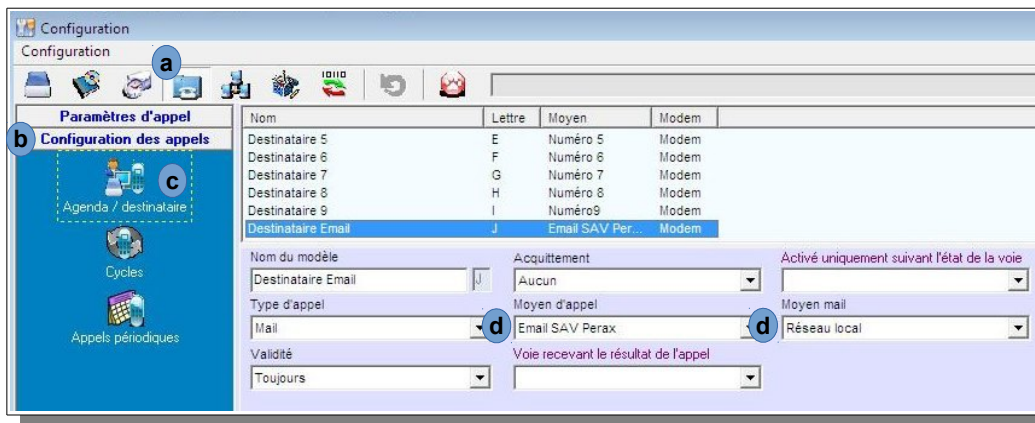 Configuration
Configuration
a
Paramètres d'appel
b Configuration des appels
c
Agenda / destinataire
Cycles
Appels périodiques
Nom Lettre Moyen Modem
Destinataire 5 E Numéro 5 Modem
Destinataire 6 F Numéro 6 Modem
Destinataire 7 G Numéro 7 Modem
Destinataire 8 H Numéro 8 Modem
Destinataire 9 I Numéro9 Modem
Destinataire Email J Email SAV Per... Modem
Nom du modèle Acquittement Activé uniquement suivant l'état de la voie
Destinataire Email J Aucun
Type d'appel Moyen d'appel Moyen mail
Mail d Email SAV Perax d Réseau local
Validité Voie recevant le résultat de l'appel
Toujours